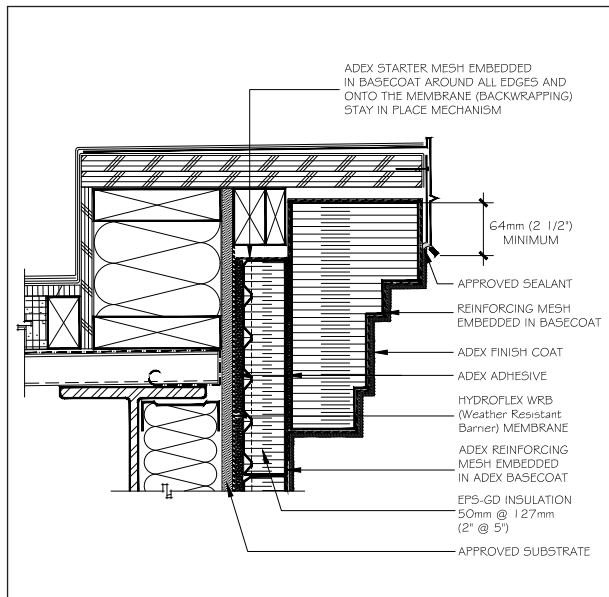 ADEX STARTER MESH EMBEDDED
IN BASECOAT AROUND ALL EDGES AND
ONTO THE MEMBRANE (BACKWRAPPING)
STAY IN PLACE MECHANISM
64mm (2 1/2")
MINIMUM
APPROVED SEALANT
REINFORCING MESH
EMBEDDED IN BASECOAT
ADEX FINISH COAT
ADEX ADHESIVE
HYDROFLEX WRB
(Weather Resistant
Barrier) MEMBRANE
ADEX REINFORCING
MESH EMBEDDED
IN ADEX BASECOAT
EPS-GD INSULATION
50mm @ 127mm
(2" @ 5")
APPROVED SUBSTRATE